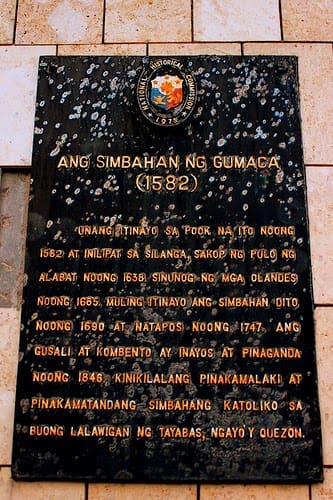 NATIONAL HISTORICAL COMMISSION
1975
ANG SIMBAHAN NG GUMACA
(1582)
UNANG ITINAYO SA POOK NA ITO NOONG
1582 AT INILIPAT SA SILANGA, SAKOP NG PULO NG
ALABAT NOONG 1638. SINUNOG NG MGA OLANDES
NOONG 1665. MULING ITINAYO ANG SIMBAHAN DITO
NOONG 1690 AT NATAPOS NOONG 1747. ANG
GUSALI AT KOMBENTO AY INAYOS AT PINAGANDA
NOONG 1846. KINIKILALANG PINAKAMALAKI AT
PINAKAMATANDANG SIMBAHANG KATOLIKO SA
BUONG LALAWIGAN NG TAYABAS, NGAYO'Y QUEZON.